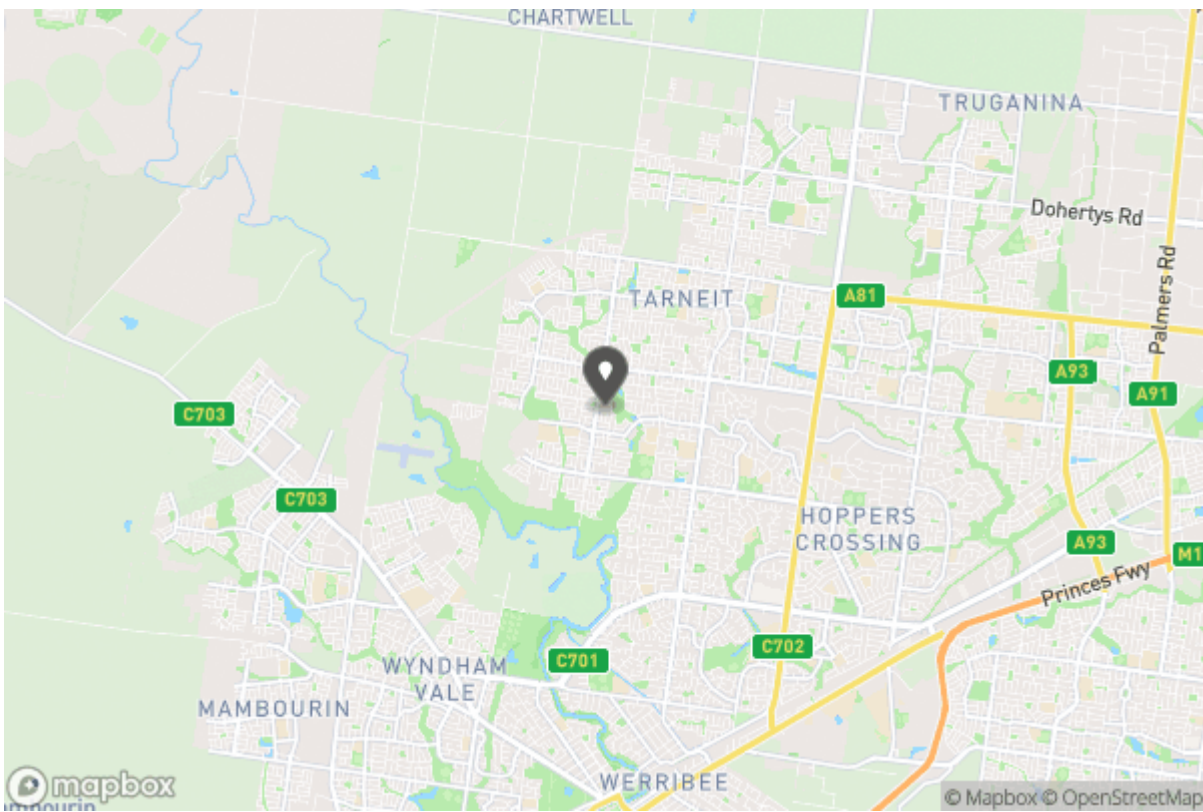 CHARTWELL
TRUGANINA
Dohertys Rd
TARNEIT
A81
Palmers Rd
A93
A91
C703
C703
HOPPERS
CROSSING
A93
M1
Princes Fwy
C701
C702
WYNDHAM
VALE
MAMBOURIN
WERRIBEE
mapbox
© Mapbox © OpenStreetMap